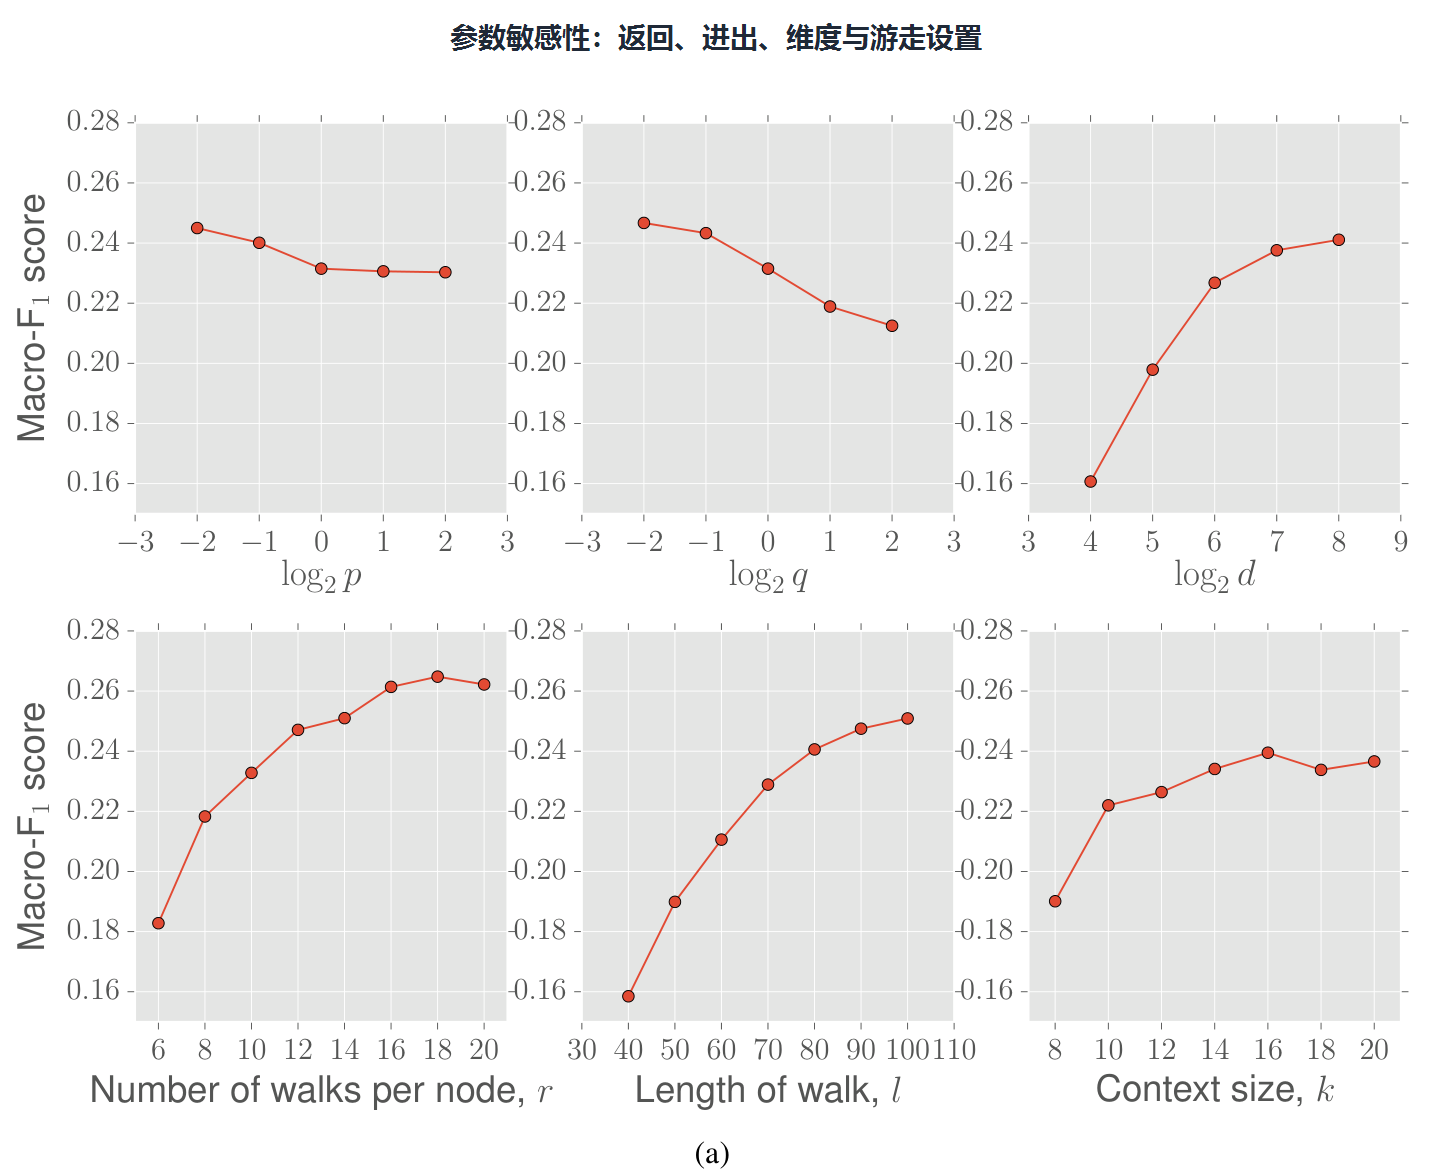 参数敏感性：返回、进出、维度与游走设置
0.28 0.26 0.24 0.22 0.20 0.18 0.16
Macro-F₁ score
−3 −2 −1 0 1 2 3
log₂ p
0.28 0.26 0.24 0.22 0.20 0.18 0.16
−3 −2 −1 0 1 2 3
log₂ q
0.28 0.26 0.24 0.22 0.20 0.18 0.16
3 4 5 6 7 8 9
log₂ d
0.28 0.26 0.24 0.22 0.20 0.18 0.16
Macro-F₁ score
6 8 10 12 14 16 18 20
Number of walks per node, r
0.28 0.26 0.24 0.22 0.20 0.18 0.16
30 40 50 60 70 80 90 100 110
Length of walk, l
0.28 0.26 0.24 0.22 0.20 0.18 0.16
8 10 12 14 16 18 20
Context size, k
(a)